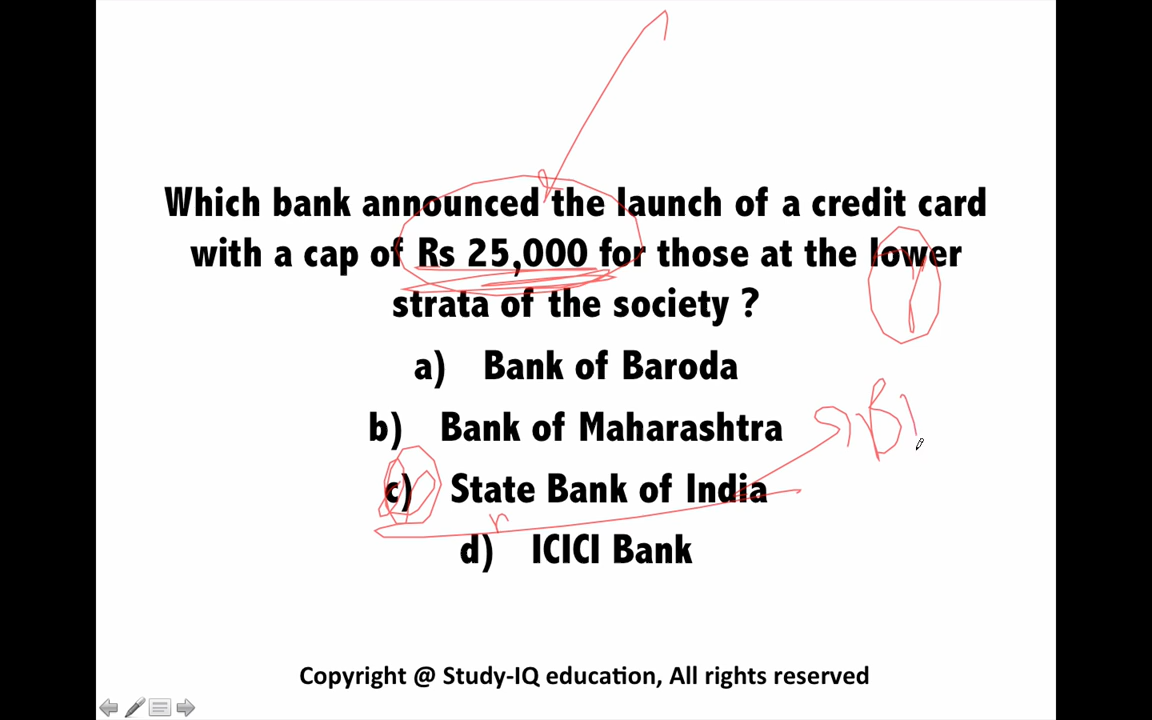 Which bank announced the launch of a credit card
with a cap of Rs 25,000 for those at the lower
strata of the society ?
a) Bank of Baroda
b) Bank of Maharashtra
SBI
c) State Bank of India
d) ICICI Bank
Copyright @ Study-IQ education, All rights reserved